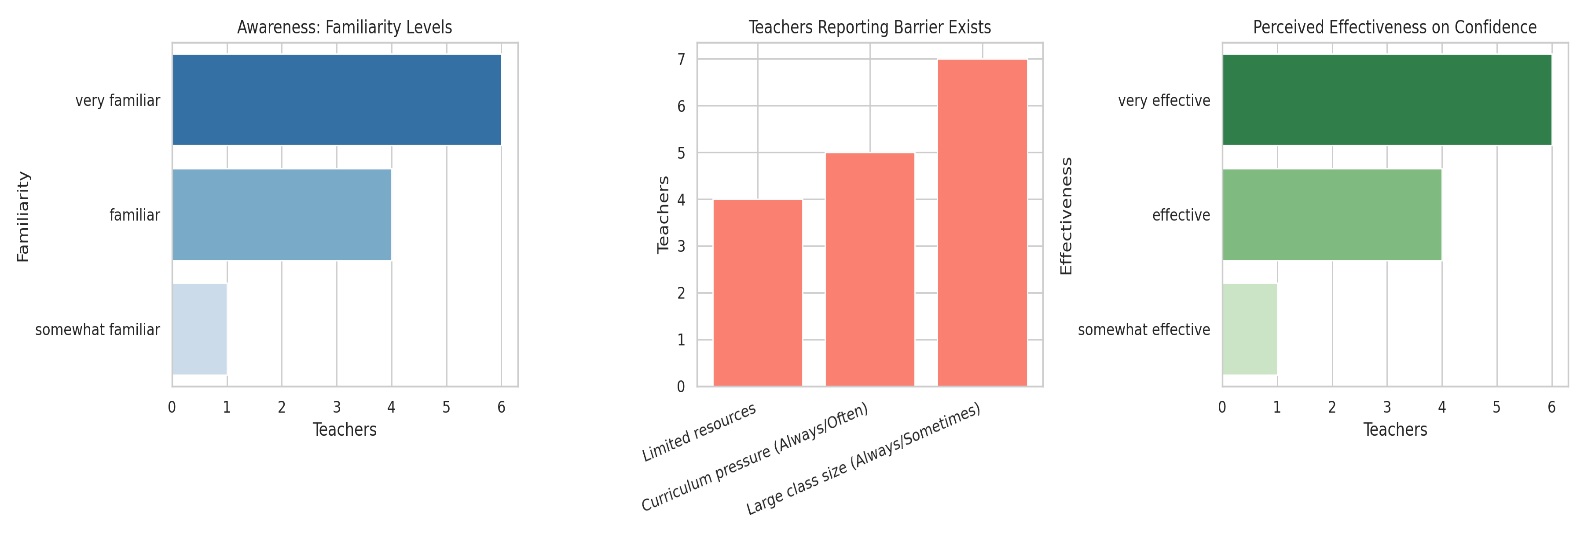 Awareness: Familiarity Levels
Familiarity
very familiar
familiar
somewhat familiar
0 1 2 3 4 5 6
Teachers
Teachers Reporting Barrier Exists
Teachers
7
6
5
4
3
2
1
0
Limited resources
Curriculum pressure (Always/Often)
Large class size (Always/Sometimes)
Perceived Effectiveness on Confidence
Effectiveness
very effective
effective
somewhat effective
0 1 2 3 4 5 6
Teachers